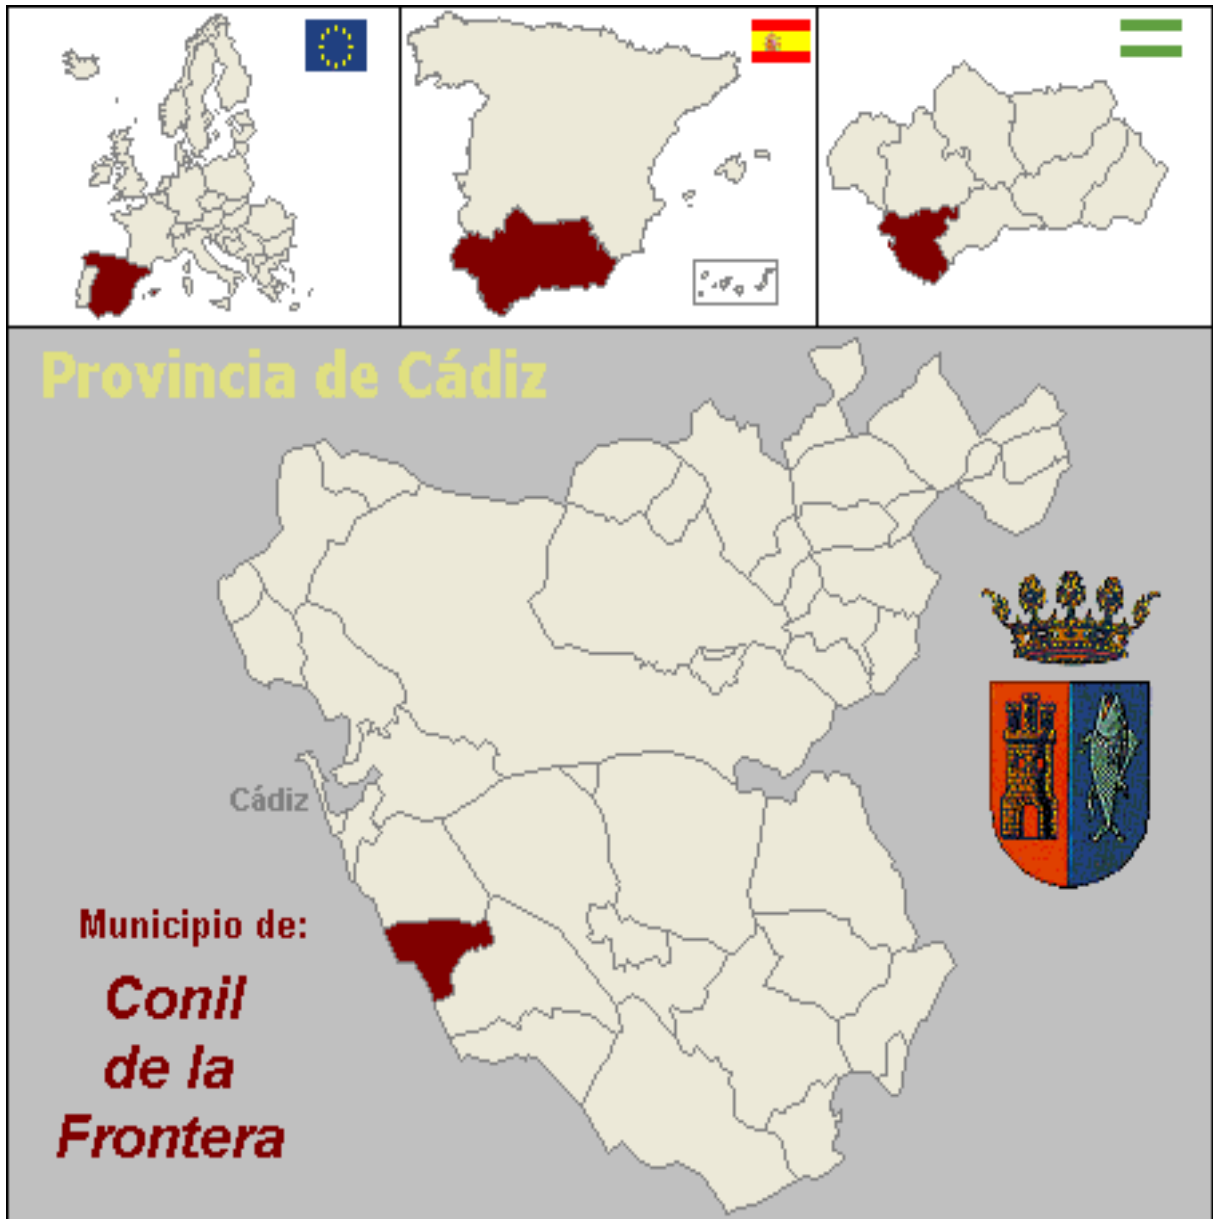 Provincia de Cádiz
Cádiz
Municipio de:
Conil
de la
Frontera